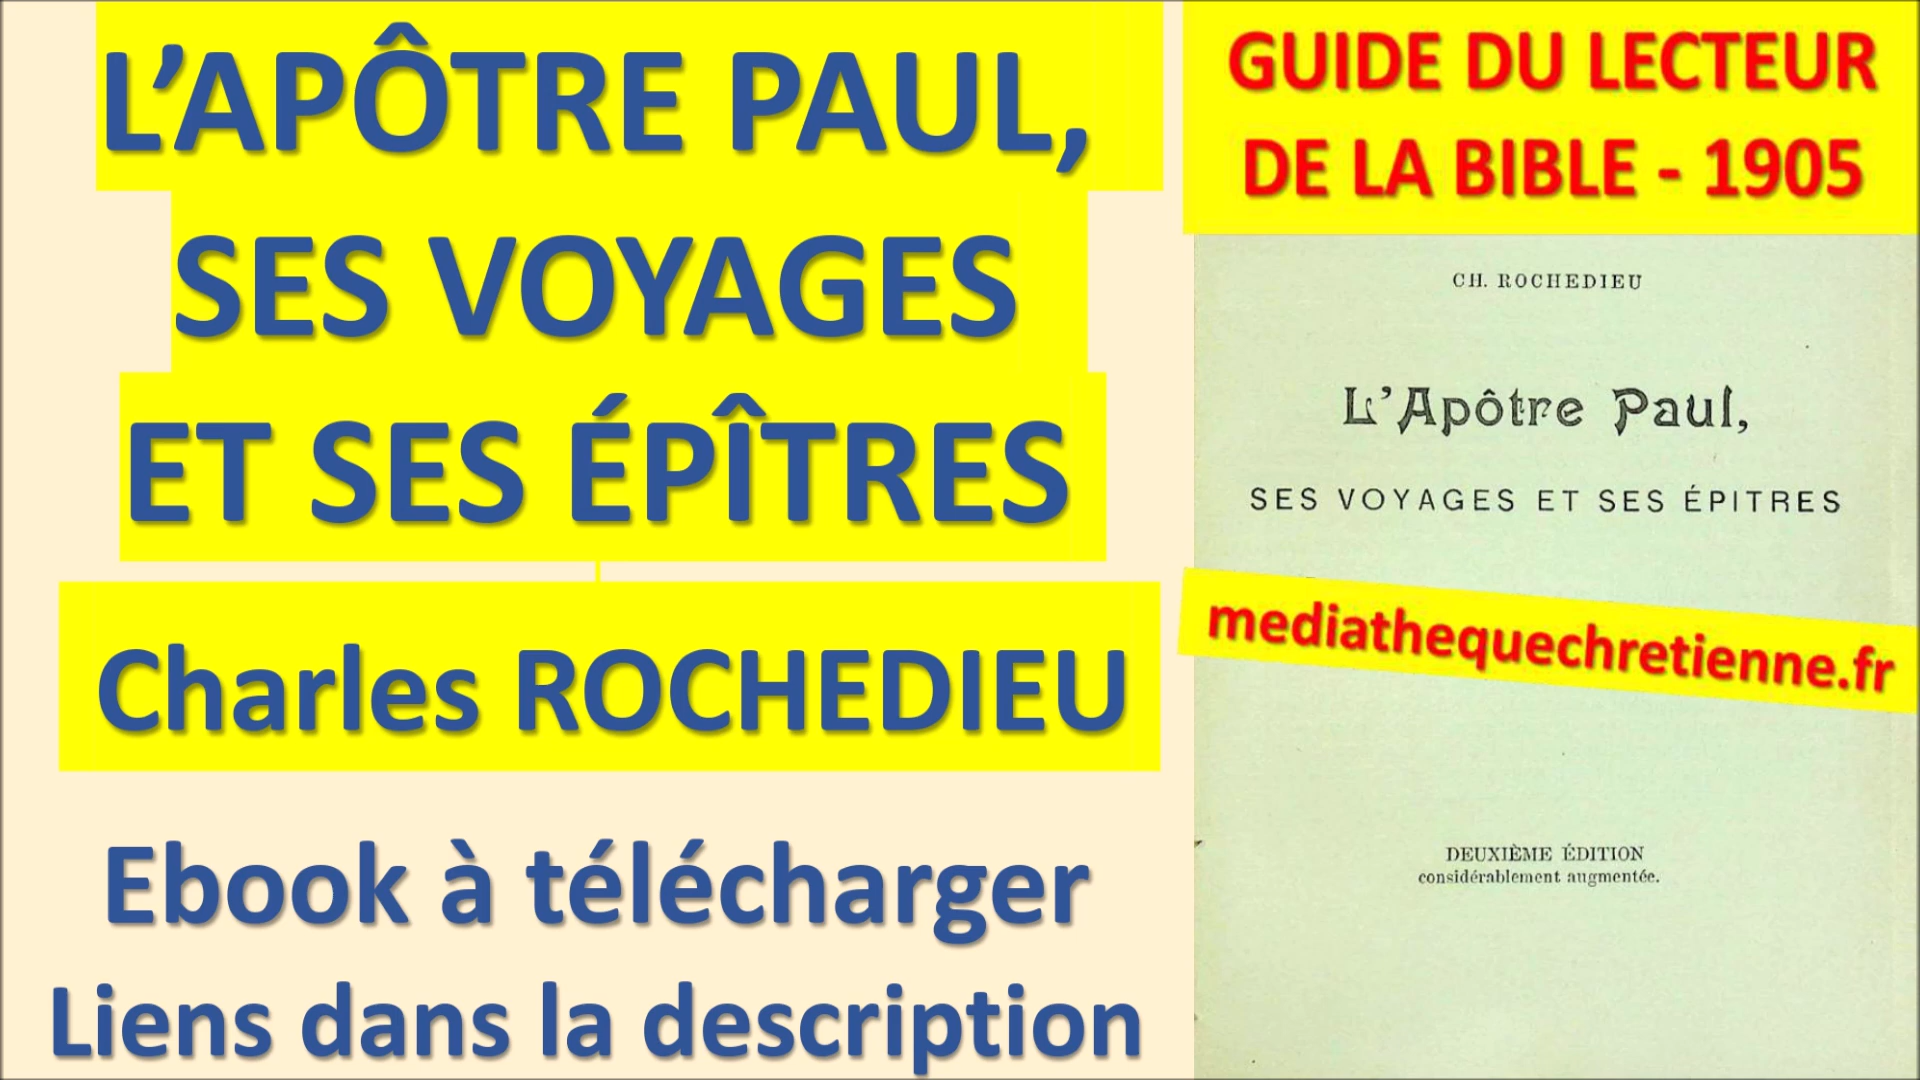 L’APÔTRE PAUL,
SES VOYAGES
ET SES ÉPÎTRES
Charles ROCHEDIEU
Ebook à télécharger
Liens dans la description
GUIDE DU LECTEUR
DE LA BIBLE - 1905
CH. ROCHEDIEU
L’Apôtre Paul,
SES VOYAGES ET SES ÉPITRES
mediathequechretienne.fr
DEUXIÈME ÉDITION
considérablement augmentée.